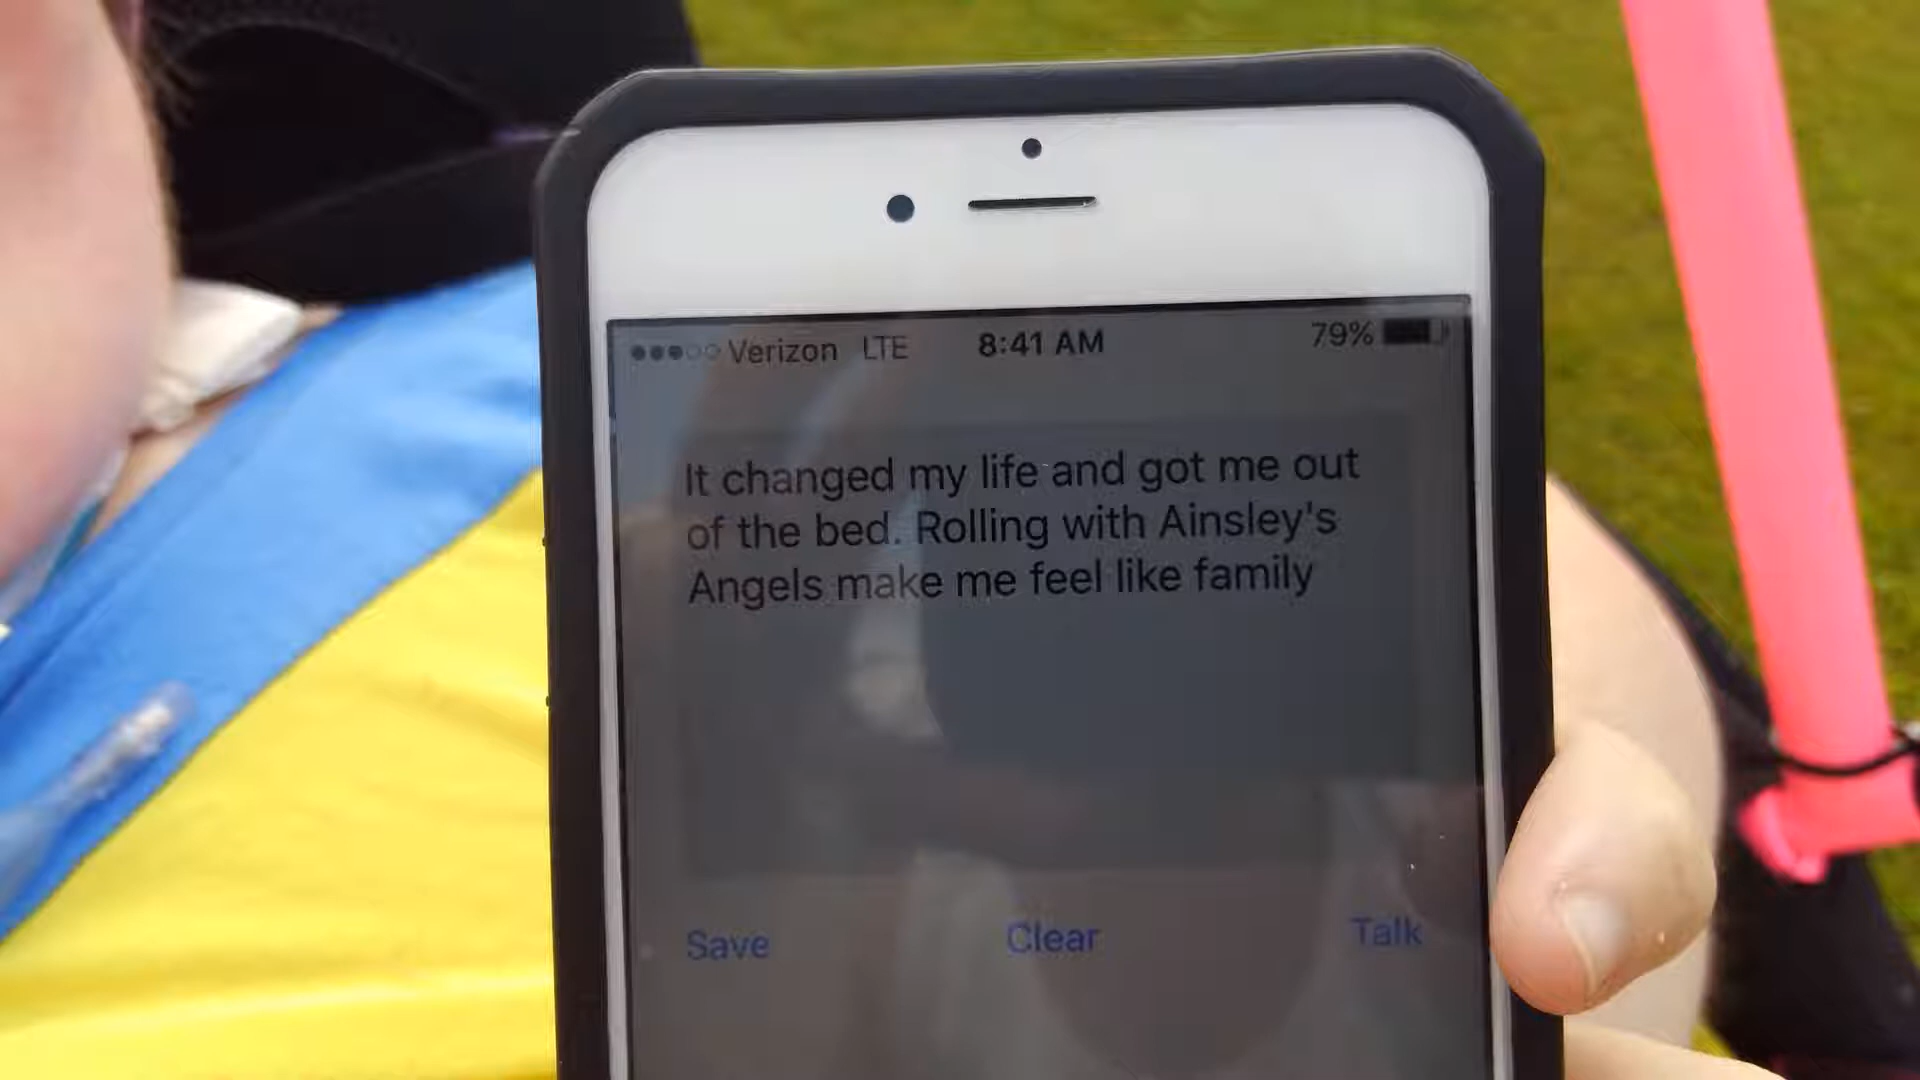 Verizon LTE 8:41 AM 79%
It changed my life and got me out
of the bed. Rolling with Ainsley's
Angels make me feel like family
Save Clear Talk